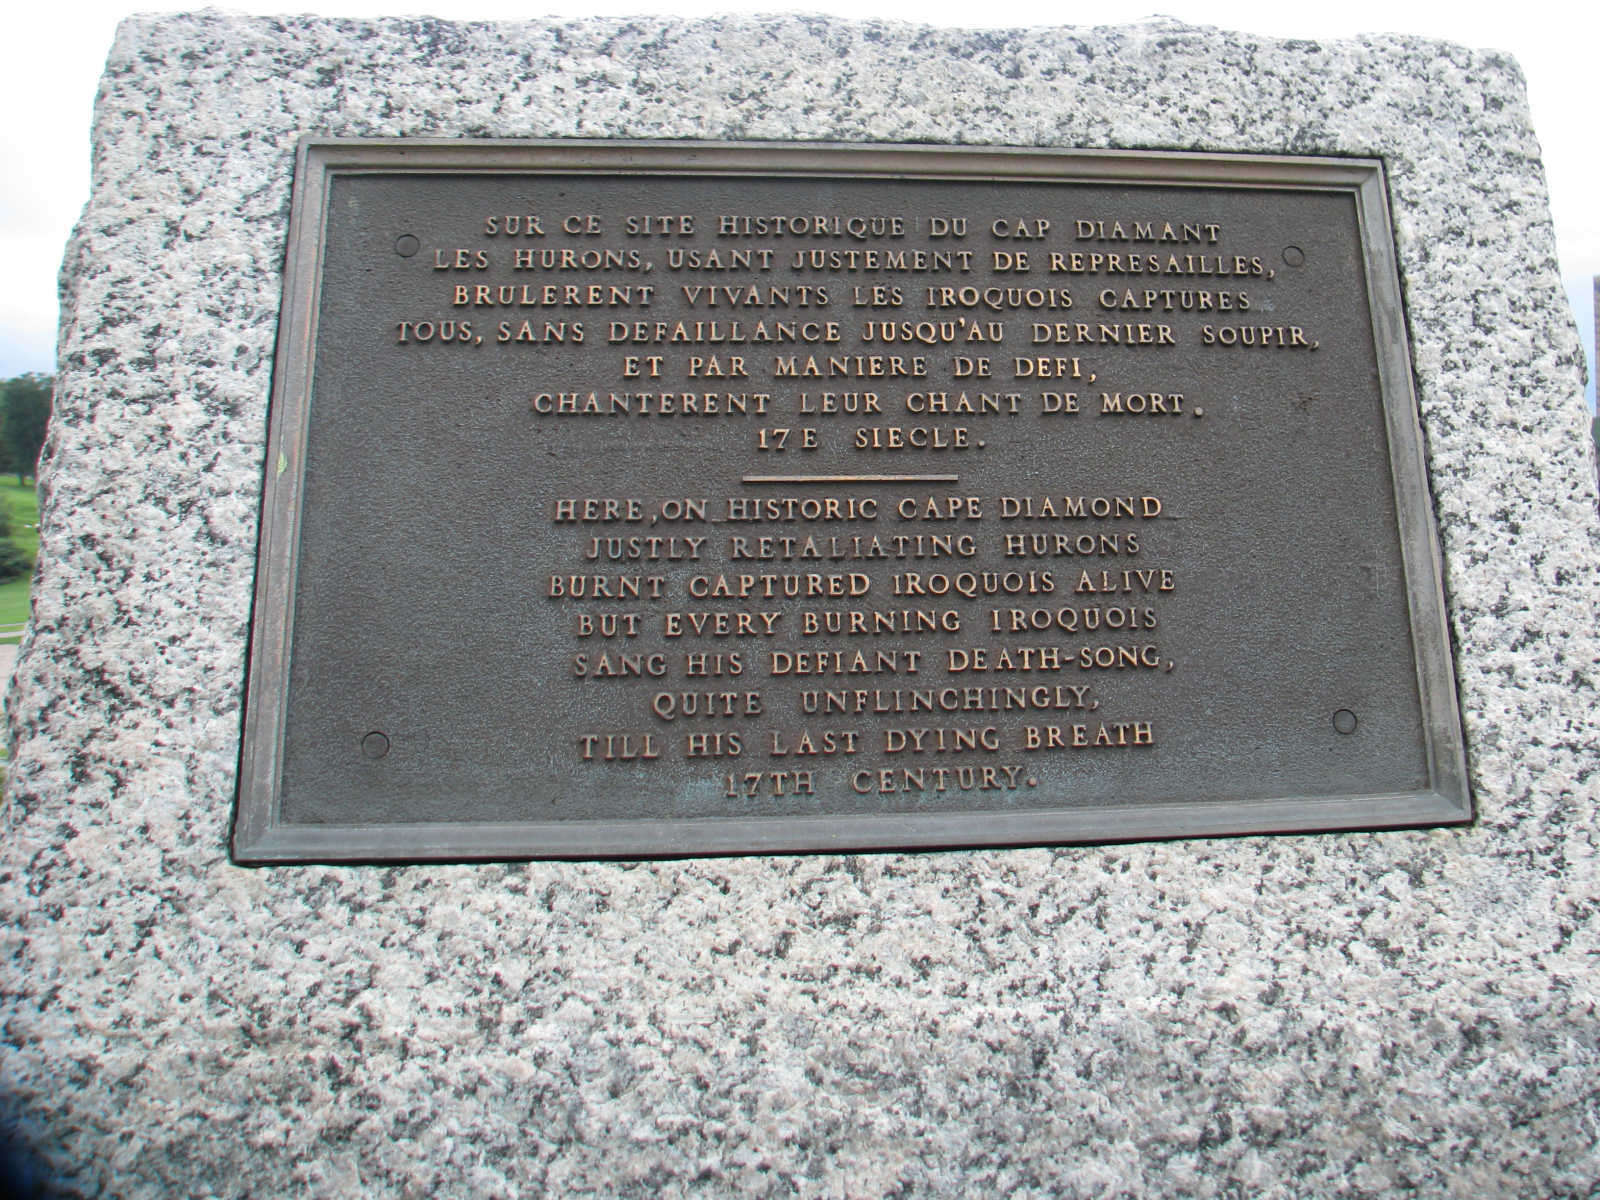 SUR CE SITE HISTORIQUE DU CAP DIAMANT
LES HURONS, USANT JUSTEMENT DE REPRESAILLES,
BRULERENT VIVANTS LES IROQUOIS CAPTURES
TOUS, SANS DEFAILLANCE JUSQU'AU DERNIER SOUPIR,
ET PAR MANIERE DE DEFI,
CHANTERENT LEUR CHANT DE MORT.
17E SIECLE.
HERE, ON HISTORIC CAPE DIAMOND
JUSTLY RETALIATING HURONS
BURNT CAPTURED IROQUOIS ALIVE
BUT EVERY BURNING IROQUOIS
SANG HIS DEFIANT DEATH-SONG,
QUITE UNFLINCHINGLY,
TILL HIS LAST DYING BREATH
17TH CENTURY.